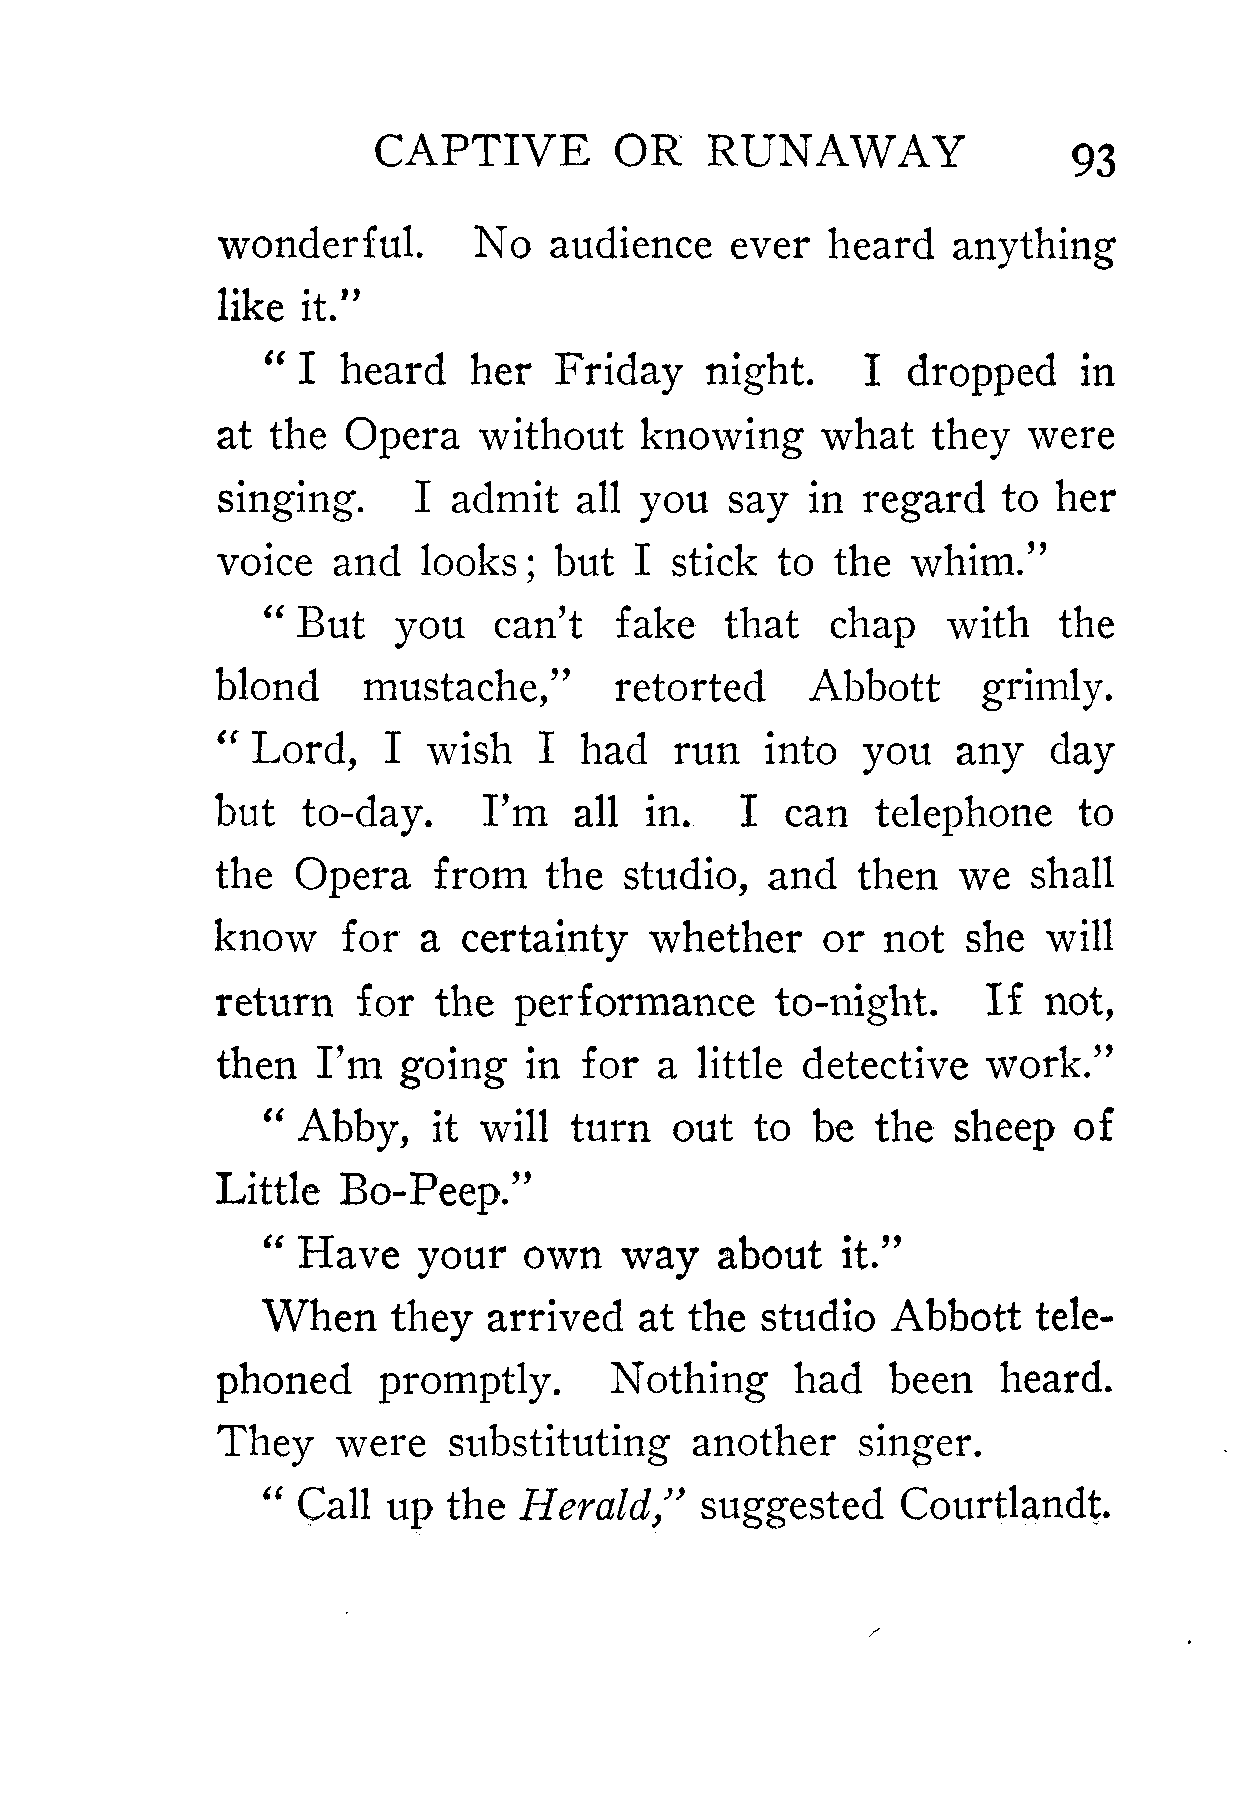 CAPTIVE OR RUNAWAY 93
wonderful. No audience ever heard anything
like it."
" I heard her Friday night. I dropped in
at the Opera without knowing what they were
singing. I admit all you say in regard to her
voice and looks; but I stick to the whim."
" But you can't fake that chap with the
blond mustache," retorted Abbott grimly.
" Lord, I wish I had run into you any day
but to-day. I'm all in. I can telephone to
the Opera from the studio, and then we shall
know for a certainty whether or not she will
return for the performance to-night. If not,
then I'm going in for a little detective work."
" Abby, it will turn out to be the sheep of
Little Bo-Peep."
" Have your own way about it."
When they arrived at the studio Abbott tele-
phoned promptly. Nothing had been heard.
They were substituting another singer.
" Call up the Herald," suggested Courtlandt.